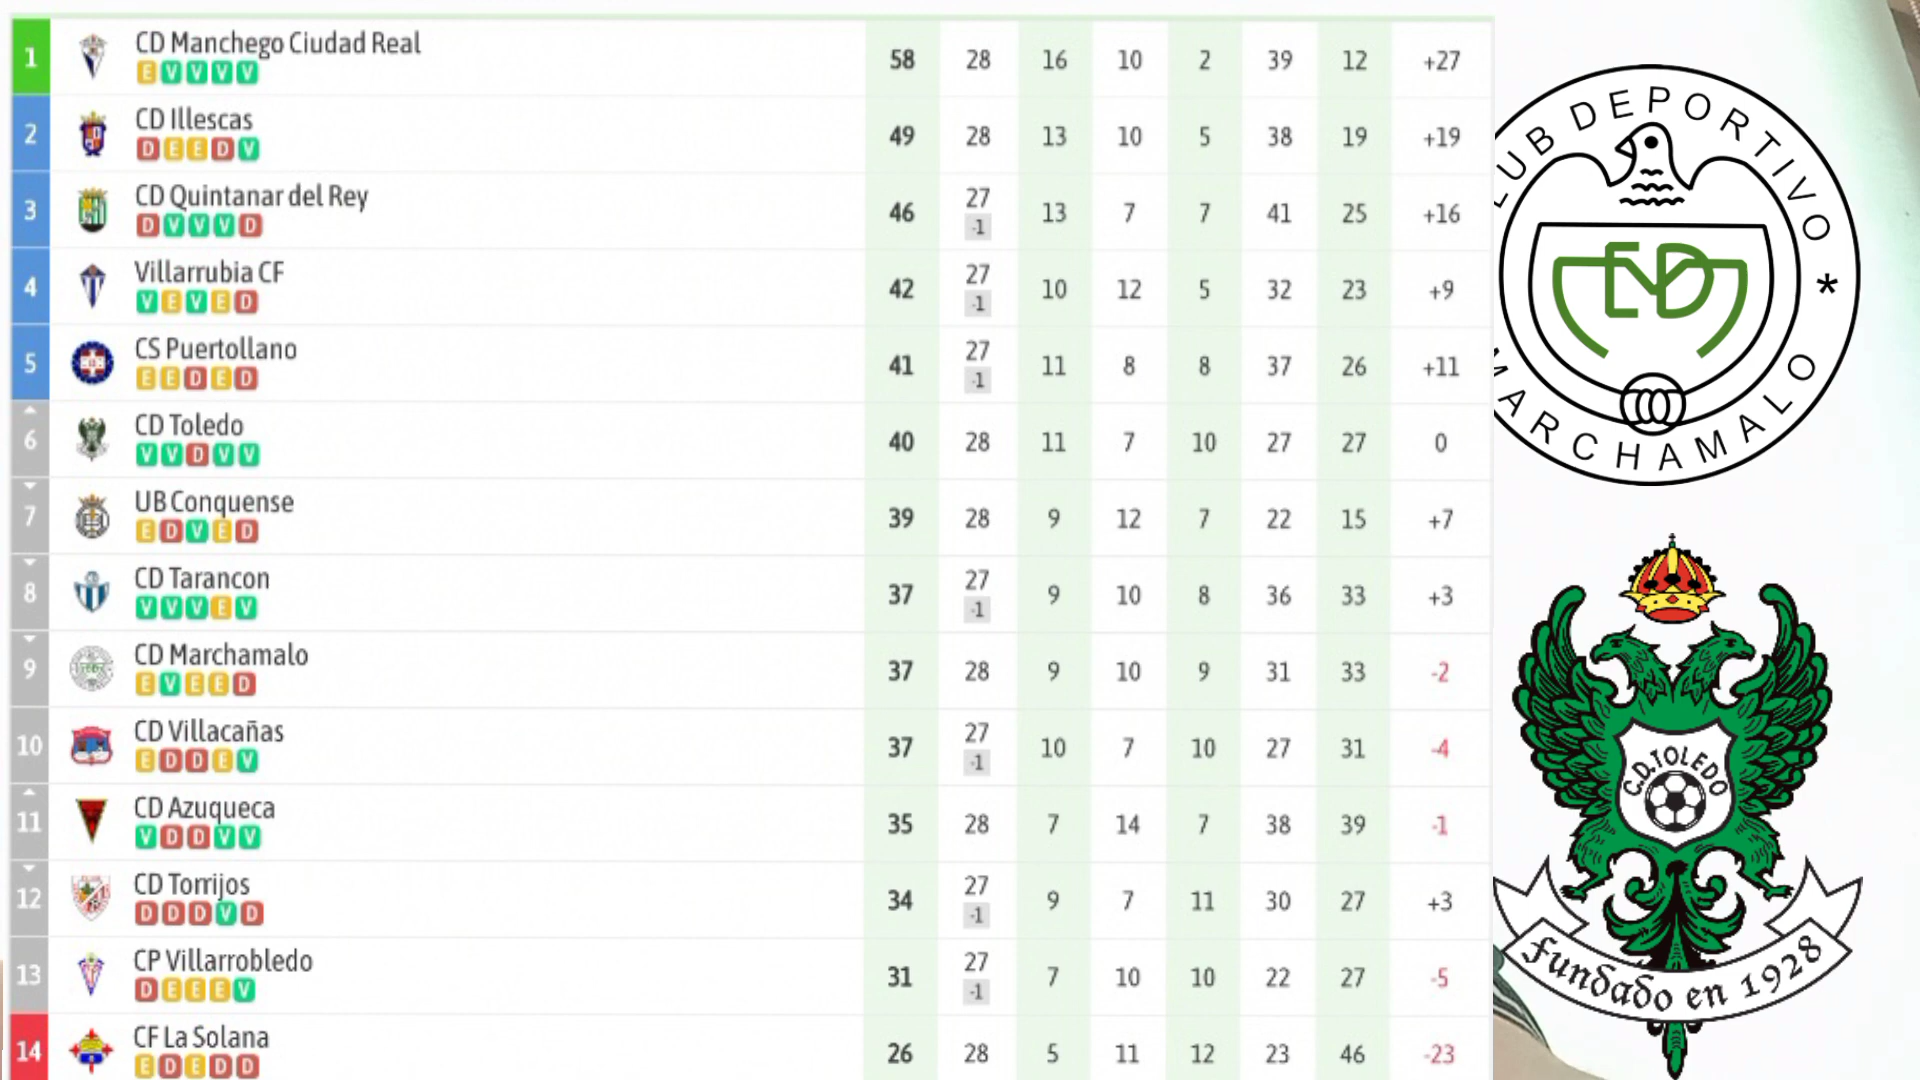 1 CD Manchego Ciudad Real 58 28 16 10 2 39 12 +27
E V V V V
2 CD Illescas 49 28 13 10 5 38 19 +19
D E E D V
3 CD Quintanar del Rey 46 27 13 7 7 41 25 +16
D V V V D -1
4 Villarrubia CF 42 27 10 12 5 32 23 +9
V E V E D -1
5 CS Puertollano 41 27 11 8 8 37 26 +11
E E D E D -1
6 CD Toledo 40 28 11 7 10 27 27 0
V V D V V
7 UB Conquense 39 28 9 12 7 22 15 +7
E D V E D
8 CD Tarancon 37 27 9 10 8 36 33 +3
V V V E V -1
9 CD Marchamalo 37 28 9 10 9 31 33 -2
E V E E D
10 CD Villacañas 37 27 10 7 10 27 31 -4
E D D E V -1
11 CD Azuqueca 35 28 7 14 7 38 39 -1
V D D V V
12 CD Torrijos 34 27 9 7 11 30 27 +3
D D D V D -1
13 CP Villarrobledo 31 27 7 10 10 22 27 -5
D E E E V -1
14 CF La Solana 26 28 5 11 12 23 46 -23
E D E D D
LUB DEPORTIVO *
MARCHAMALO
C.D. TOLEDO
Fundado en 1928